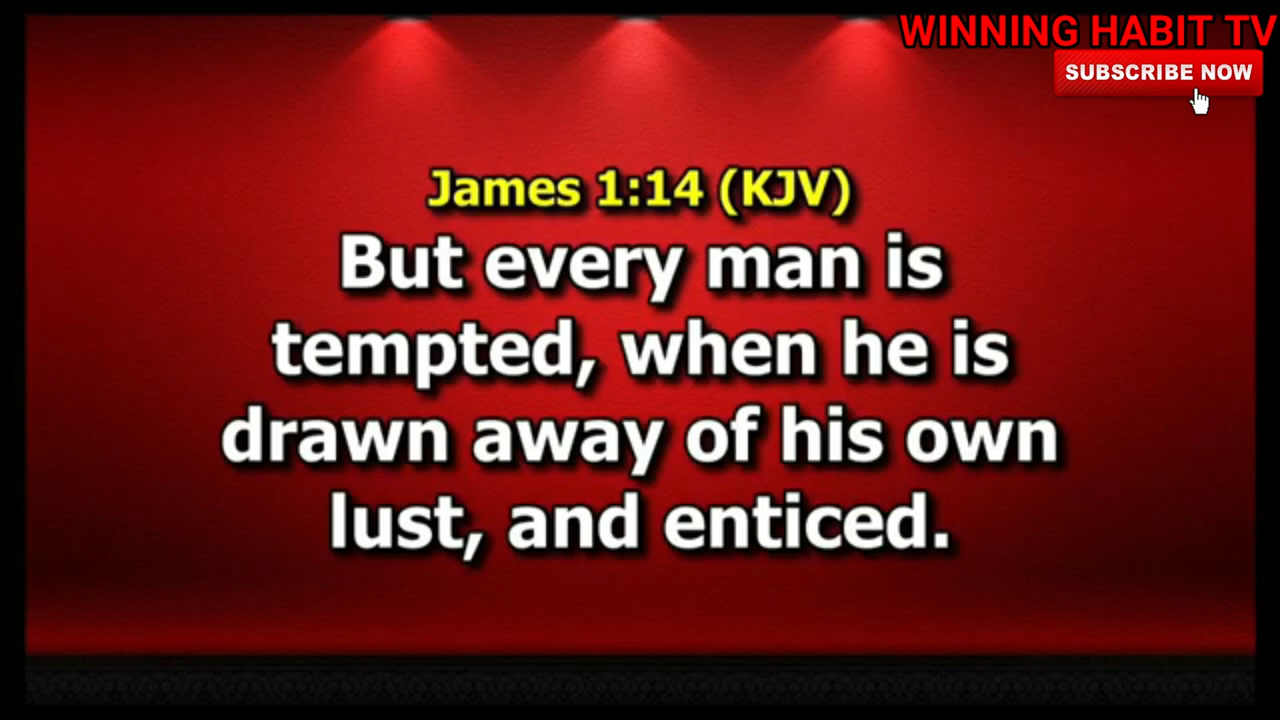 WINNING HABIT TV
SUBSCRIBE NOW
James 1:14 (KJV)
But every man is
tempted, when he is
drawn away of his own
lust, and enticed.